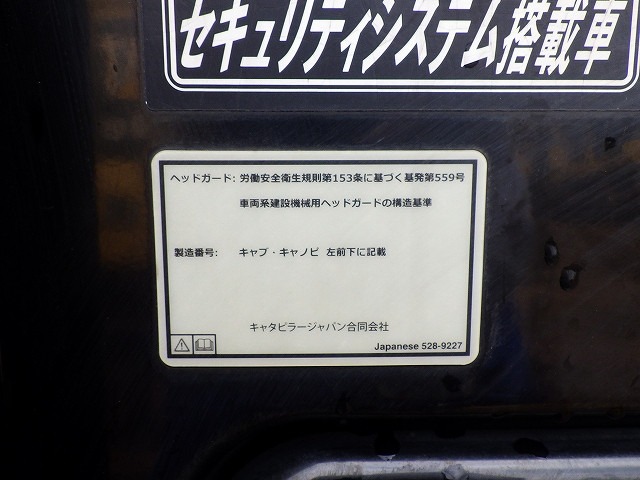 セキュリティシステム搭載車
ヘッドガード: 労働安全衛生規則第153条に基づく基発第559号
車両系建設機械用ヘッドガードの構造基準
製造番号: キャブ・キャノピ 左前下に記載
キャタピラージャパン合同会社
Japanese 528-9227